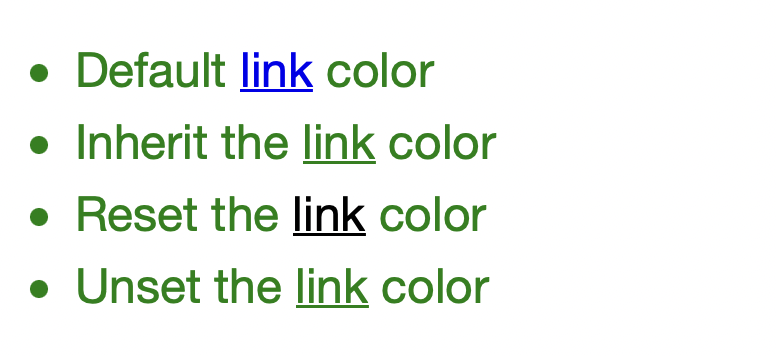 Default link color
Inherit the link color
Reset the link color
Unset the link color